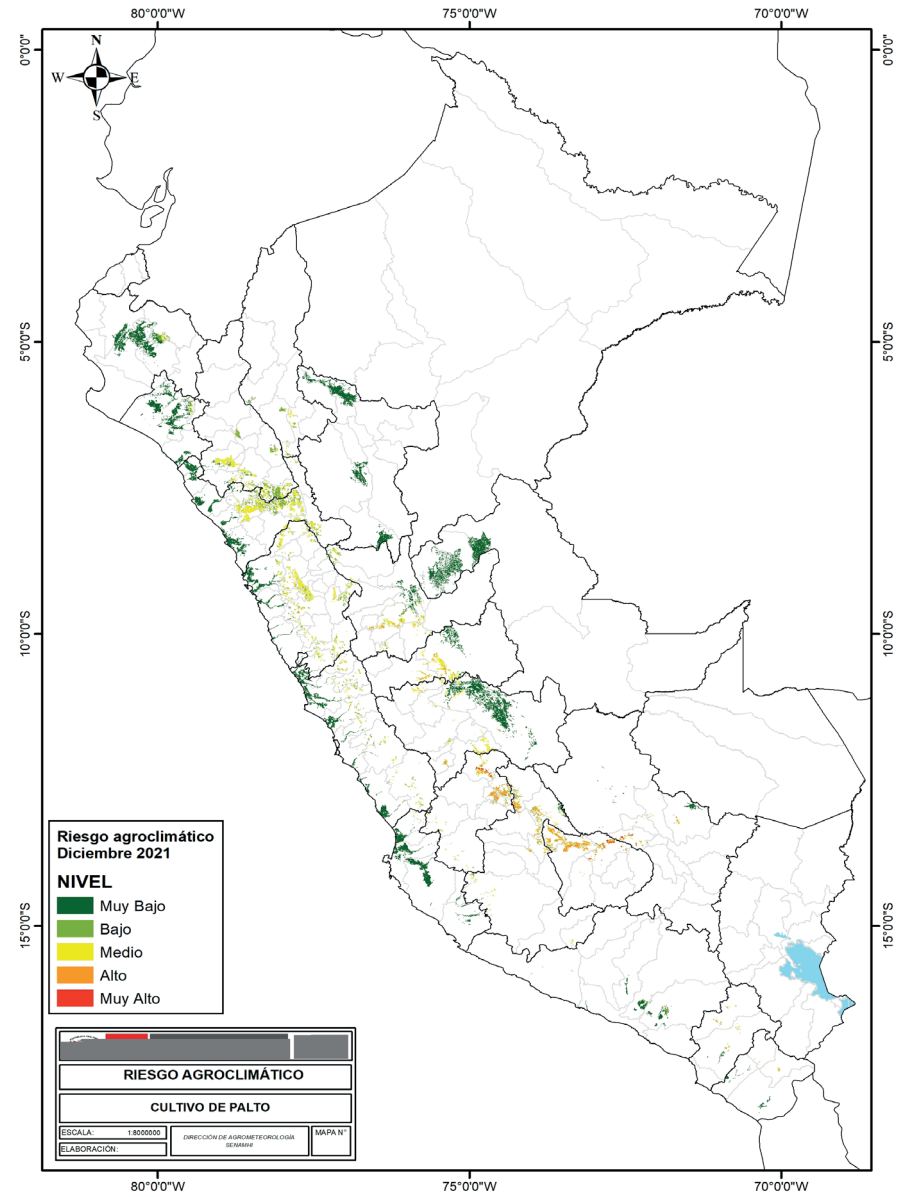 80°0'0"W 75°0'0"W 70°0'0"W
N
W E
S
0°0'0" 0°0'0"
5°0'0"S 5°0'0"S
10°0'0"S 10°0'0"S
15°0'0"S 15°0'0"S
Riesgo agroclimático
Diciembre 2021
NIVEL
Muy Bajo
Bajo
Medio
Alto
Muy Alto
RIESGO AGROCLIMÁTICO
CULTIVO DE PALTO
ESCALA: 1:8000000
DIRECCIÓN DE AGROMETEOROLOGÍA
SENAMHI
MAPA N°
ELABORACIÓN:
80°0'0"W 75°0'0"W 70°0'0"W